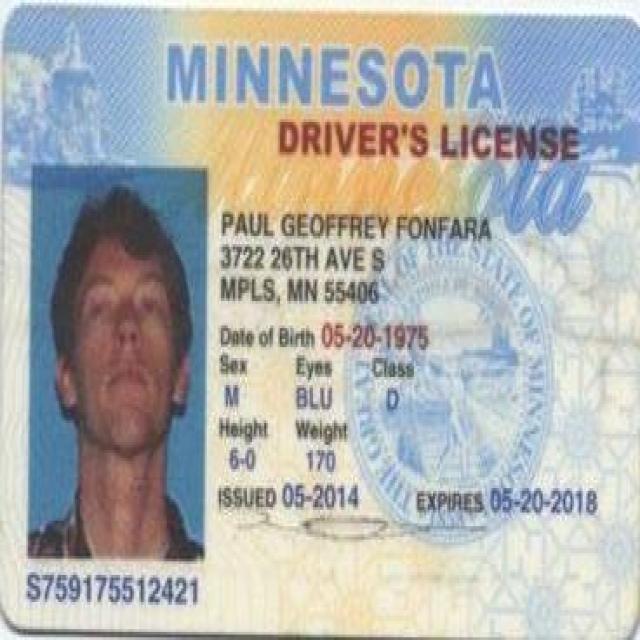 MINNESOTA
DRIVER'S LICENSE
PAUL GEOFFREY FONFARA
3722 26TH AVE S
MPLS, MN 55406
Date of Birth 05-20-1975
Sex Eyes Class
M BLU D
Height Weight
6-0 170
ISSUED 05-2014 EXPIRES 05-20-2018
S759175512421